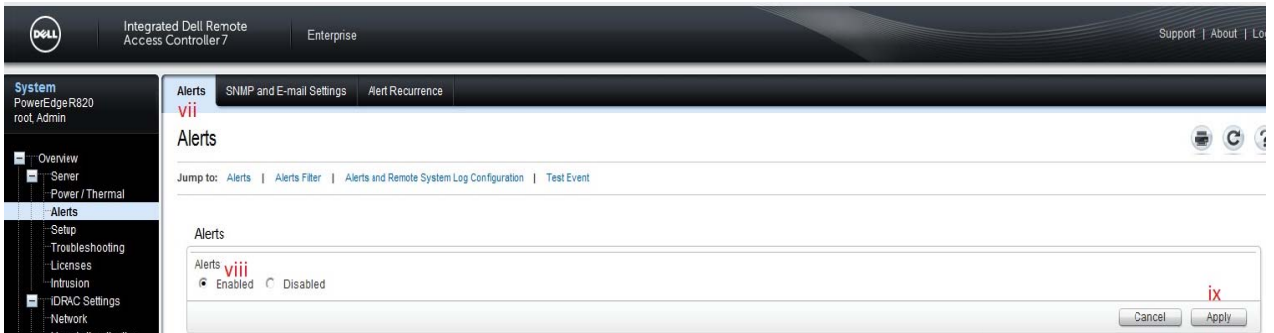 DELL
Integrated Dell Remote
Access Controller 7
Enterprise
Support | About |
System
PowerEdge R820
root, Admin
Overview
Server
Power / Thermal
Alerts
Setup
Troubleshooting
Licenses
Intrusion
iDRAC Settings
Network
Alerts
SNMP and E-mail Settings
Alert Recurrence
vii
Alerts
Jump to: Alerts | Alerts Filter | Alerts and Remote System Log Configuration | Test Event
Alerts
Alerts
viii
Enabled
Disabled
ix
Cancel
Apply